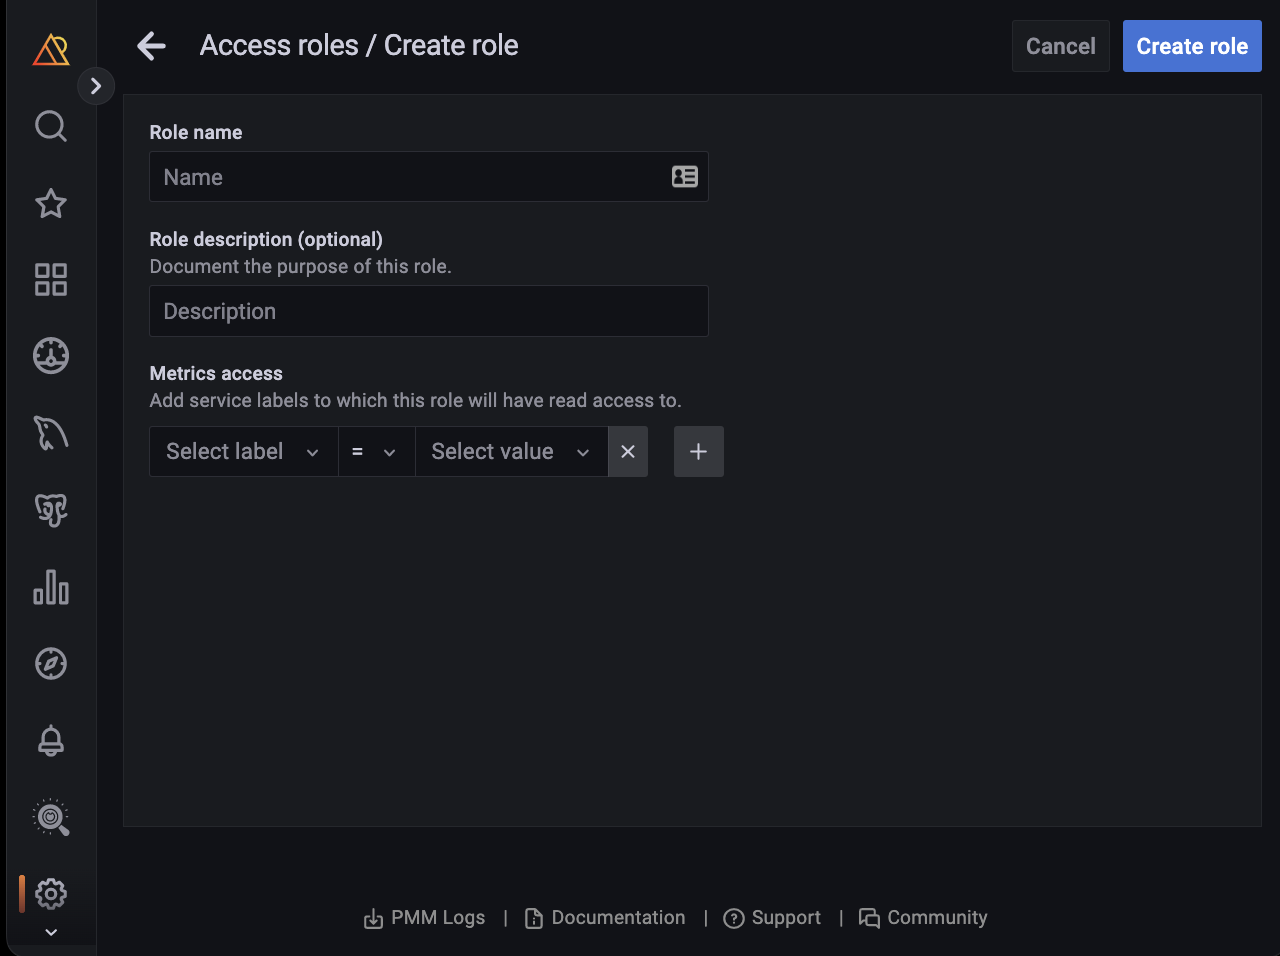 Access roles / Create role
Cancel
Create role
Role name
Name
Role description (optional)
Document the purpose of this role.
Description
Metrics access
Add service labels to which this role will have read access to.
Select label = Select value
PMM Logs | Documentation | Support | Community